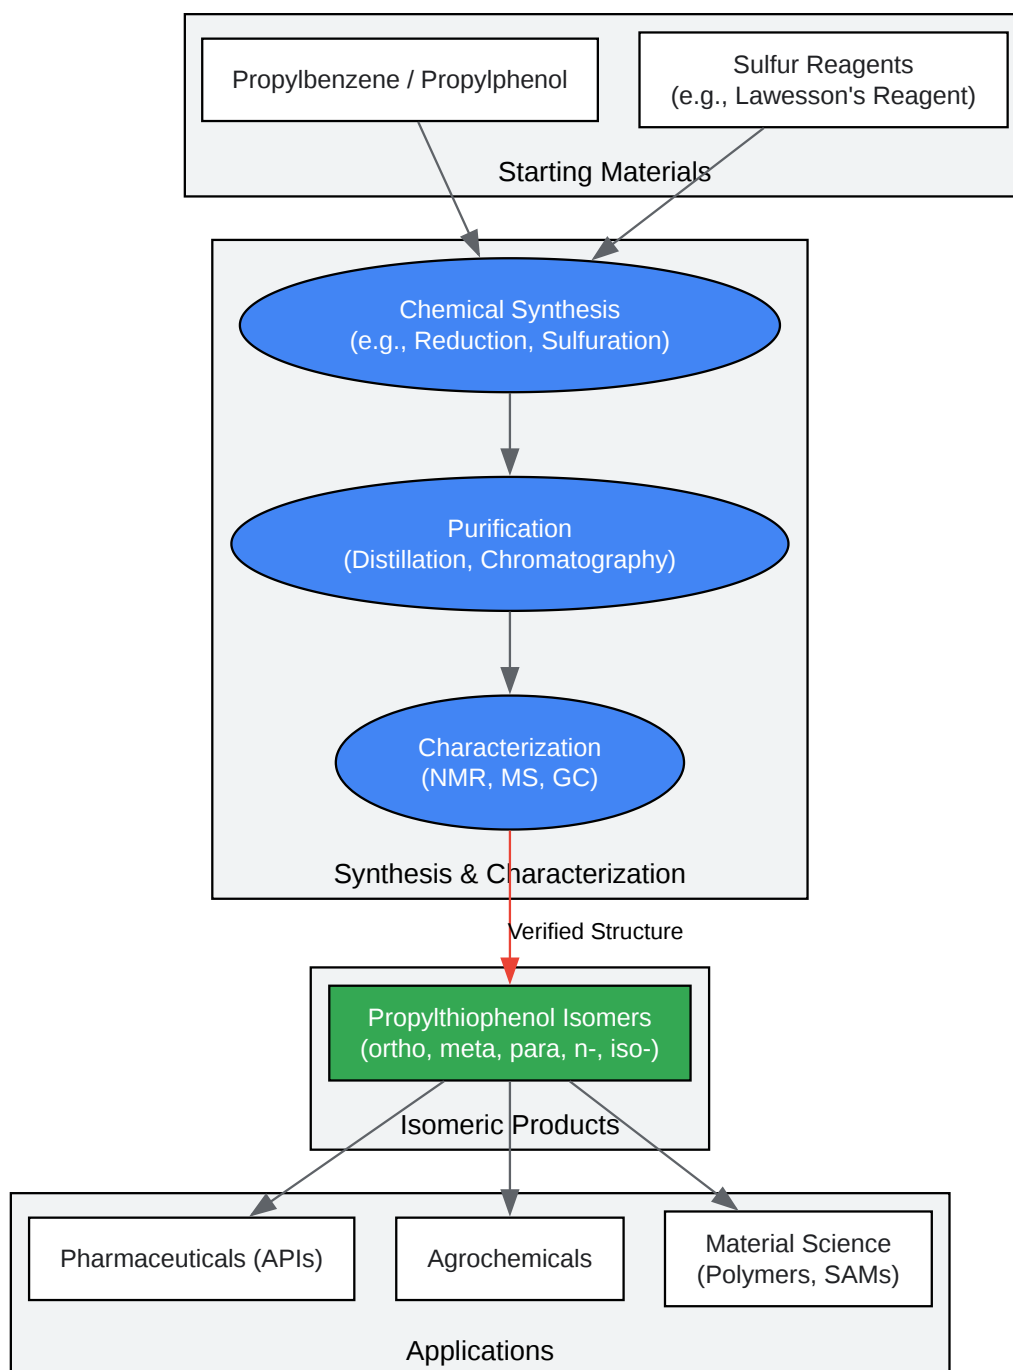 Propylbenzene / Propylphenol
Sulfur Reagents
(e.g., Lawesson's Reagent)
Starting Materials
Chemical Synthesis
(e.g., Reduction, Sulfuration)
Purification
(Distillation, Chromatography)
Characterization
(NMR, MS, GC)
Synthesis & Characterization
Verified Structure
Propylthiophenol Isomers
(ortho, meta, para, n-, iso-)
Isomeric Products
Pharmaceuticals (APIs)
Agrochemicals
Material Science
(Polymers, SAMs)
Applications